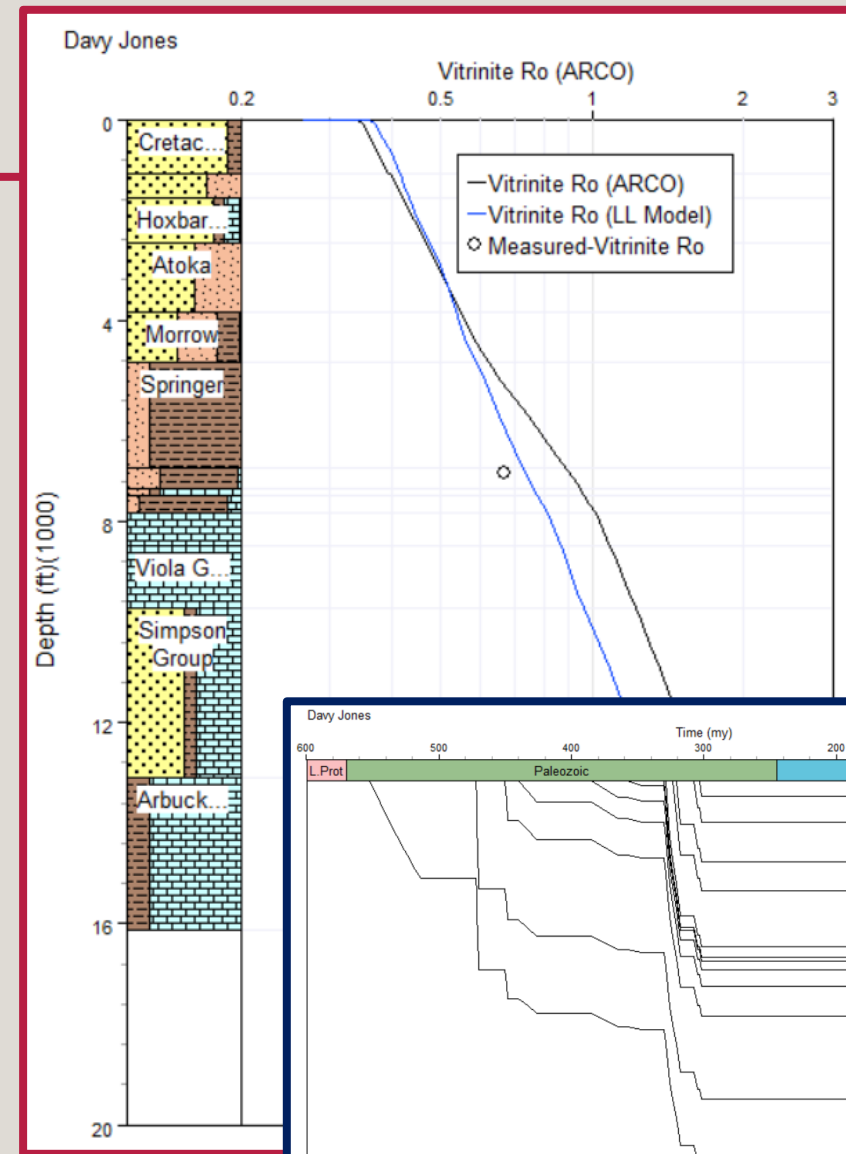 Davy Jones
Vitrinite Ro (ARCO)
0.2 0.5 1 2 3
0
Cretac...
Vitrinite Ro (ARCO)
Vitrinite Ro (LL Model)
Measured-Vitrinite Ro
Hoxbar...
Atoka
4
Morrow
Springer
Depth (ft)(1000)
8
Viola G...
Simpson
Group
12
Arbuck...
16
20
Davy Jones
Time (my)
600 500 400 300 200
L.Prot Paleozoic